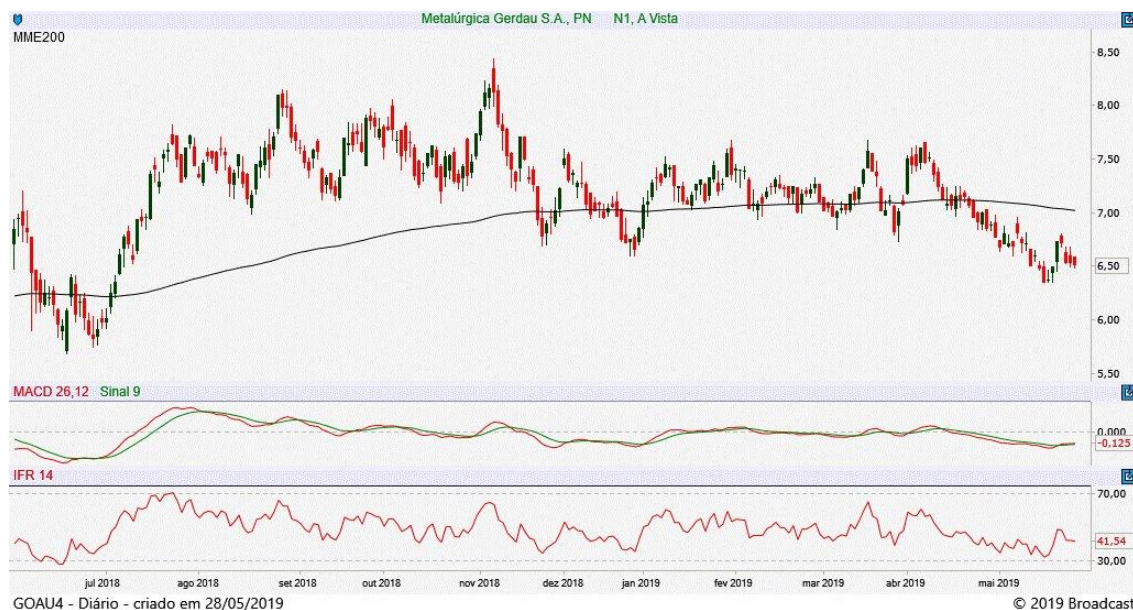 Metalúrgica Gerdau S.A., PN N1, A Vista
MME200
8,50
8,00
7,50
7,00
6,50
6,00
5,50
MACD 26,12 Sinal 9
0.000
-0,125
IFR 14
70,00
41,54
30,00
jul 2018 ago 2018 set 2018 out 2018 nov 2018 dez 2018 jan 2019 fev 2019 mar 2019 abr 2019 mai 2019
GOAU4 - Diário - criado em 28/05/2019 © 2019 Broadcast